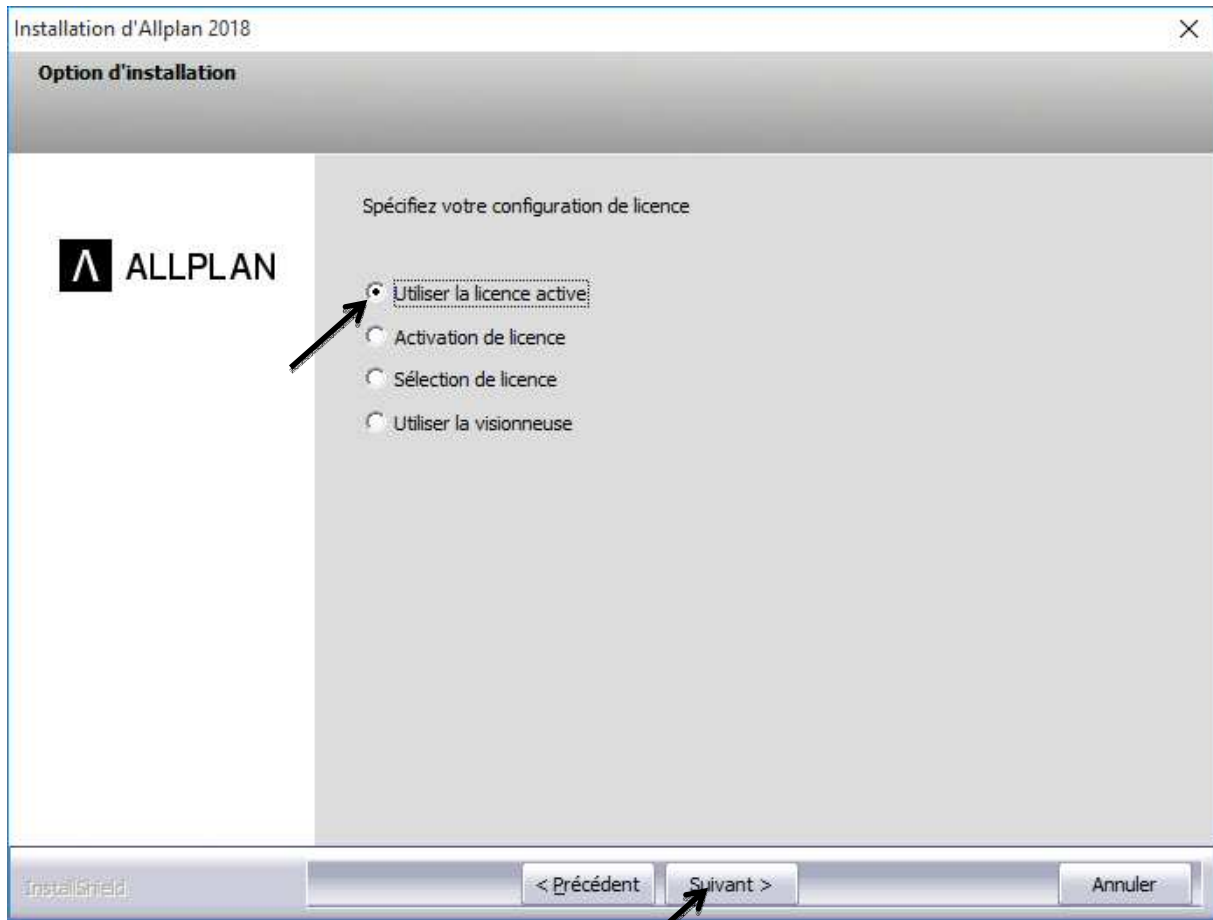 Installation d'Allplan 2018
Option d'installation
Spécifiez votre configuration de licence
ALLPLAN
Utiliser la licence active
Activation de licence
Sélection de licence
Utiliser la visionneuse
InstallShield
< Précédent
Suivant >
Annuler